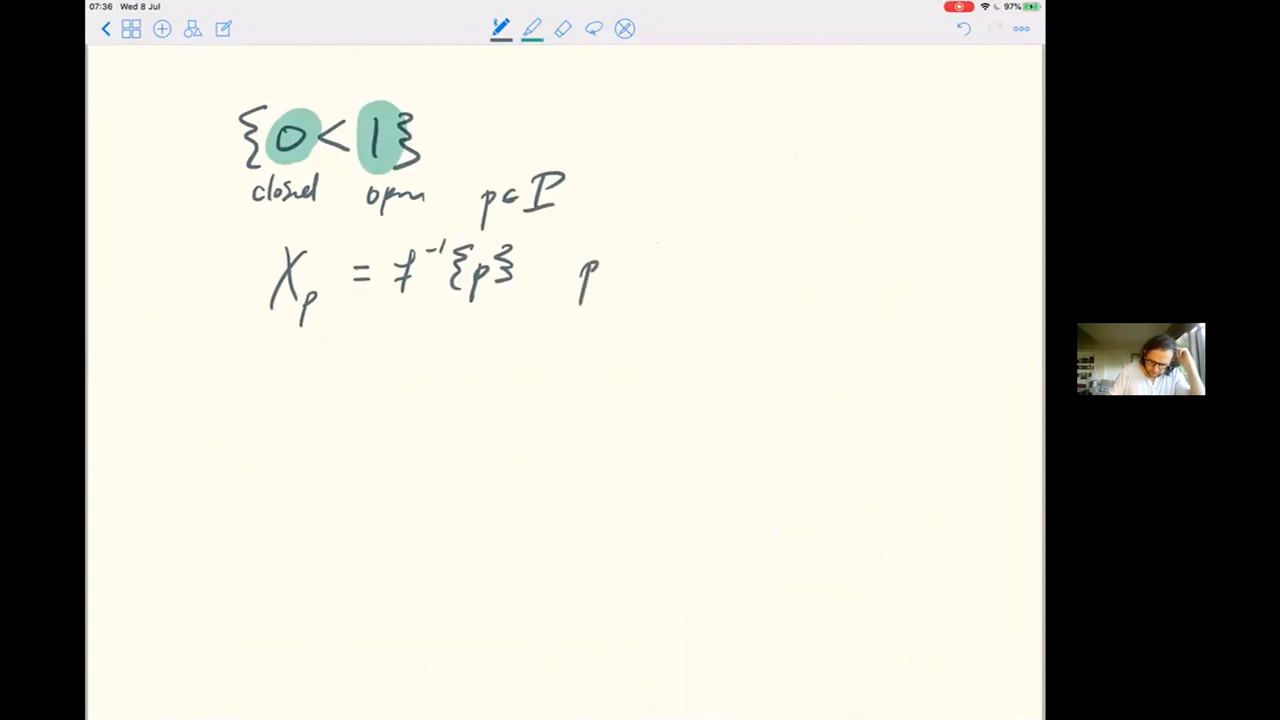 07:36 Wed 8 Jul 97%
{0 < 1}
closed open p ∈ P
X_p = f^{-1}{p} p